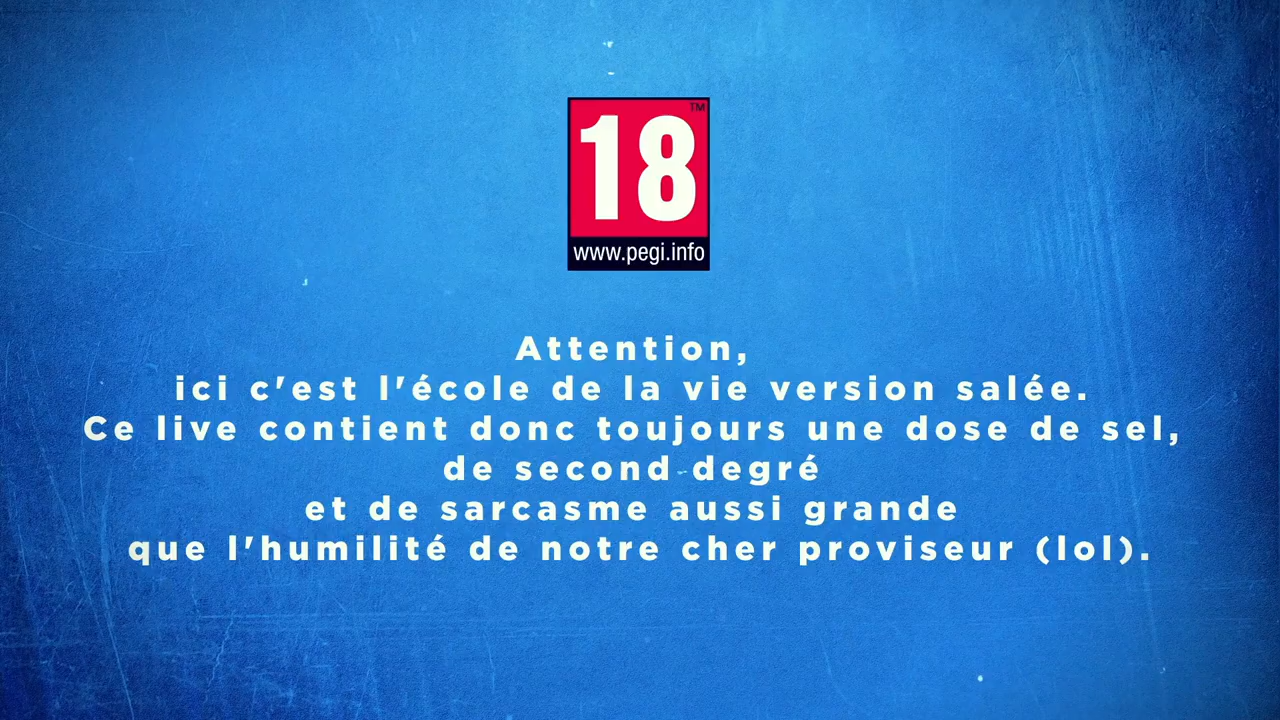 TM
18
www.pegi.info
Attention,
ici c'est l'école de la vie version salée.
Ce live contient donc toujours une dose de sel,
de second degré
et de sarcasme aussi grande
que l'humilité de notre cher proviseur (lol).